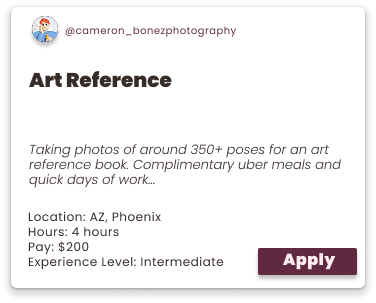 @cameron_bonezphotography
Art Reference
Taking photos of around 350+ poses for an art
reference book. Complimentary uber meals and
quick days of work...
Location: AZ, Phoenix
Hours: 4 hours
Pay: $200
Experience Level: Intermediate
Apply